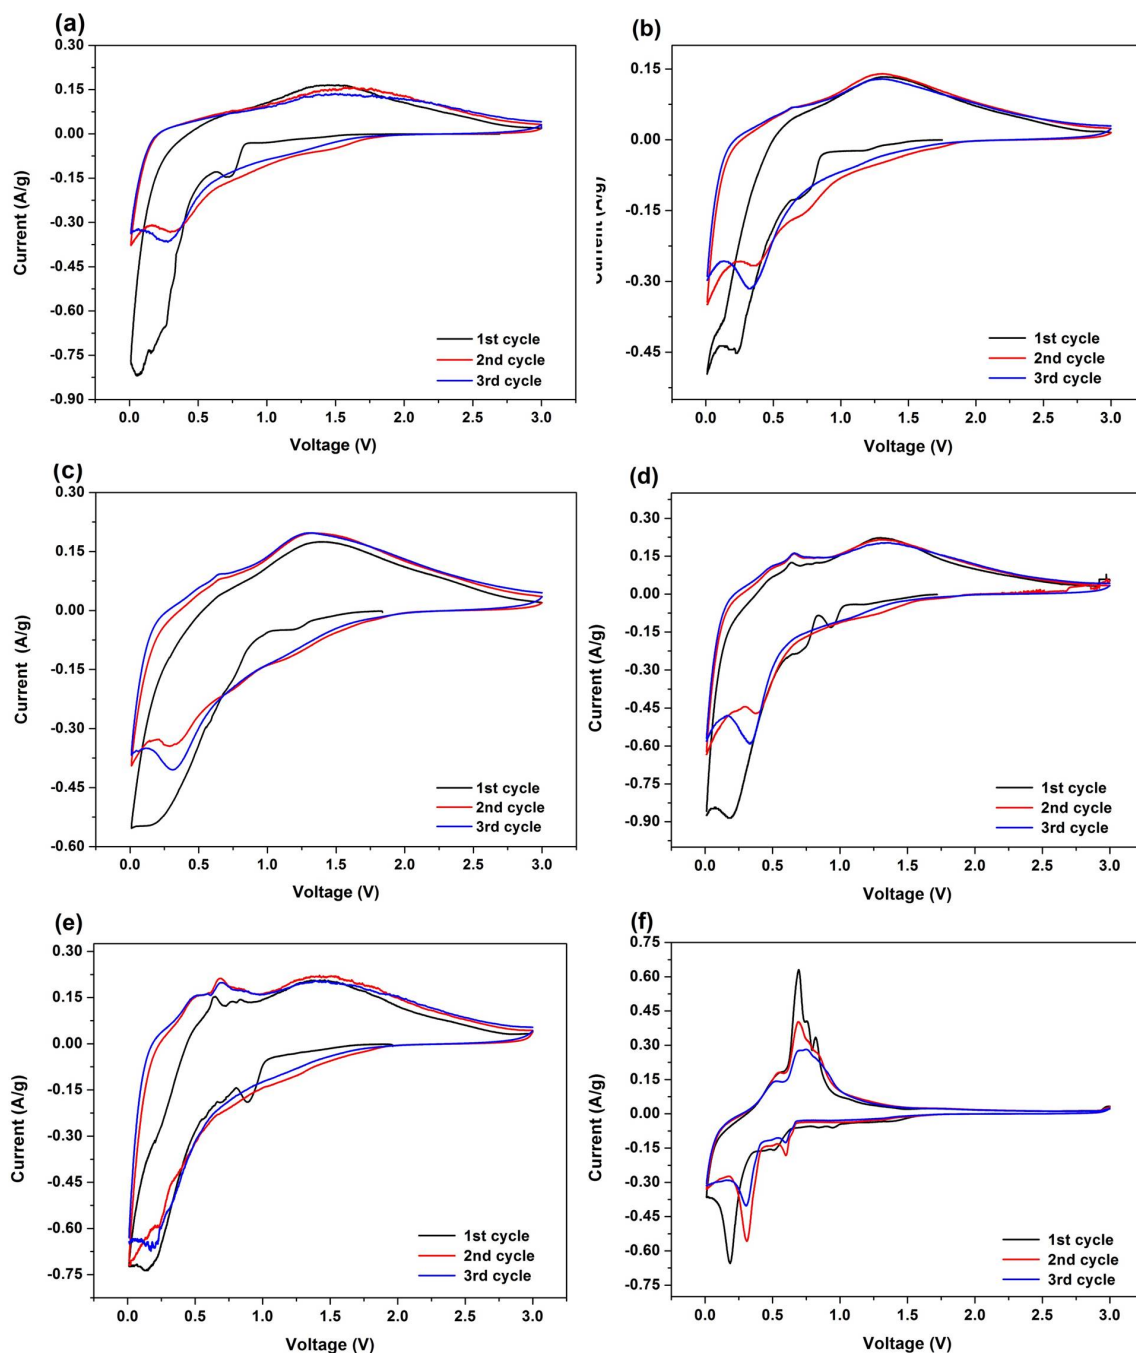 (a)
0.30
0.15
0.00
-0.15
-0.30
-0.45
-0.60
-0.75
-0.90
Current (A/g)
1st cycle
2nd cycle
3rd cycle
0.0 0.5 1.0 1.5 2.0 2.5 3.0
Voltage (V)
(b)
0.15
0.00
-0.15
-0.30
-0.45
Current (A/g)
1st cycle
2nd cycle
3rd cycle
0.0 0.5 1.0 1.5 2.0 2.5 3.0
Voltage (V)
(c)
0.30
0.15
0.00
-0.15
-0.30
-0.45
-0.60
Current (A/g)
1st cycle
2nd cycle
3rd cycle
0.0 0.5 1.0 1.5 2.0 2.5 3.0
Voltage (V)
(d)
0.30
0.15
0.00
-0.15
-0.30
-0.45
-0.60
-0.75
-0.90
Current (A/g)
1st cycle
2nd cycle
3rd cycle
0.0 0.5 1.0 1.5 2.0 2.5 3.0
Voltage (V)
(e)
0.30
0.15
0.00
-0.15
-0.30
-0.45
-0.60
-0.75
Current (A/g)
1st cycle
2nd cycle
3rd cycle
0.0 0.5 1.0 1.5 2.0 2.5 3.0
Voltage (V)
(f)
0.75
0.60
0.45
0.30
0.15
0.00
-0.15
-0.30
-0.45
-0.60
-0.75
Current (A/g)
1st cycle
2nd cycle
3rd cycle
0.0 0.5 1.0 1.5 2.0 2.5 3.0
Voltage (V)